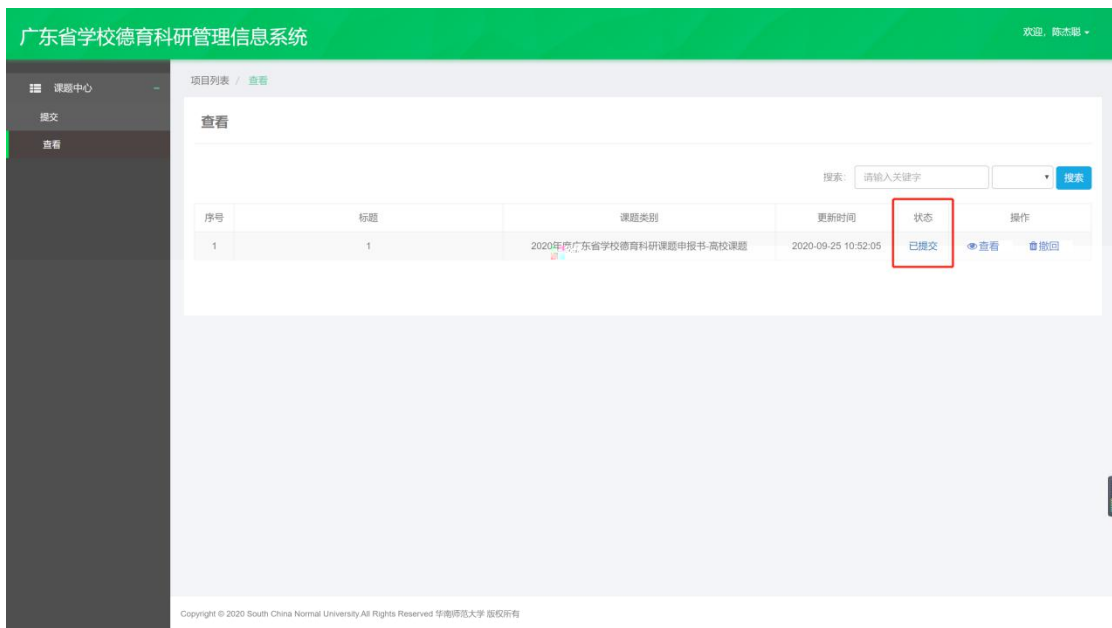 广东省学校德育科研管理信息系统
欢迎，陈杰聪
课题中心
提交
查看
项目列表 / 查看
查看
搜索： 请输入关键字 搜索
序号 标题 课题类别 更新时间 状态 操作
1 1 2020年度广东省学校德育科研课题申报书-高校课题 2020-09-25 10:52:05 已提交 查看 撤回
Copyright © 2020 South China Normal University.All Rights Reserved 华南师范大学 版权所有